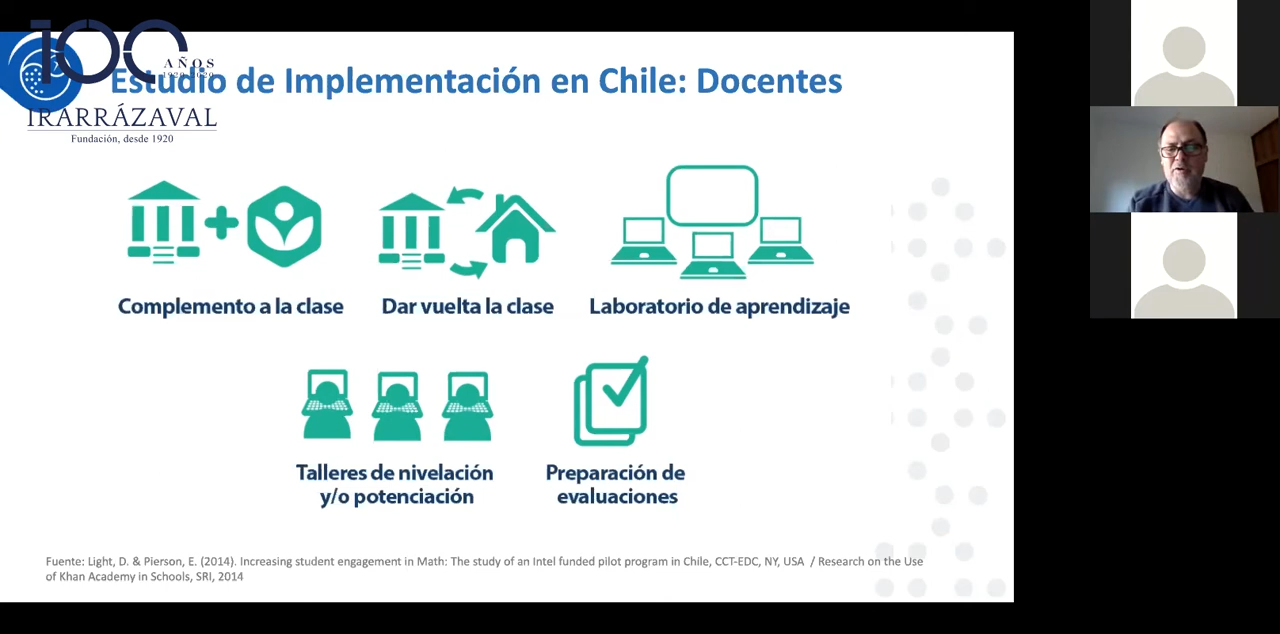 100
AÑOS
1920-2020
Estudio de Implementación en Chile: Docentes
IRARRÁZAVAL
Fundación, desde 1920
Complemento a la clase
Dar vuelta la clase
Laboratorio de aprendizaje
Talleres de nivelación
y/o potenciación
Preparación de
evaluaciones
Fuente: Light, D. & Pierson, E. (2014). Increasing student engagement in Math: The study of an Intel funded pilot program in Chile, CCT-EDC, NY, USA / Research on the Use
of Khan Academy in Schools, SRI, 2014